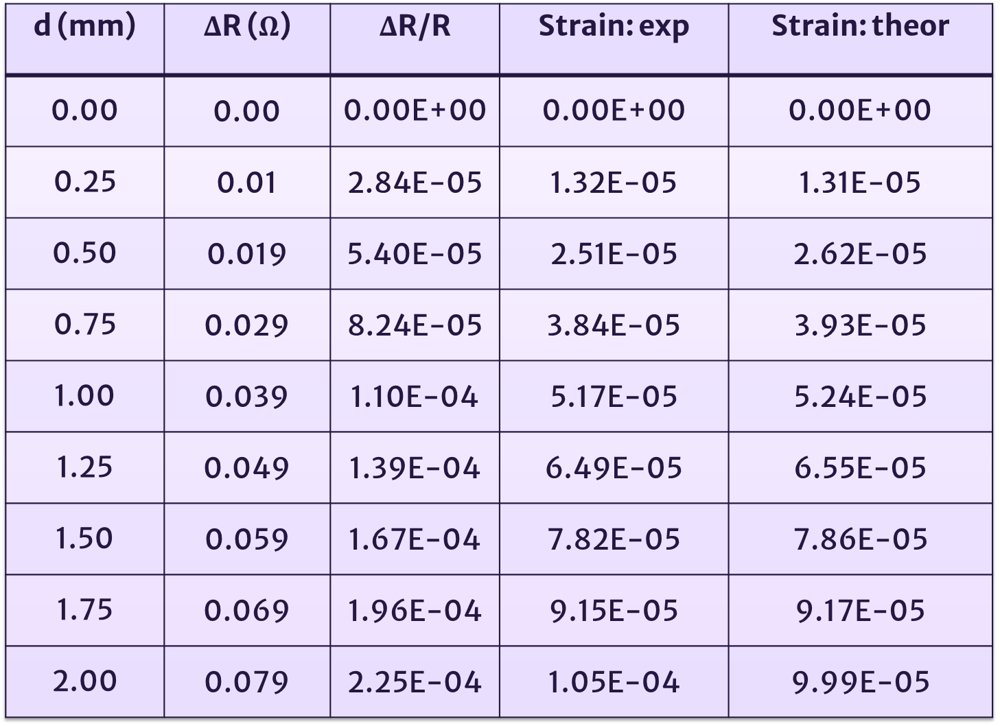 d (mm) ΔR (Ω) ΔR/R Strain: exp Strain: theor
0.00 0.00 0.00E+00 0.00E+00 0.00E+00
0.25 0.01 2.84E-05 1.32E-05 1.31E-05
0.50 0.019 5.40E-05 2.51E-05 2.62E-05
0.75 0.029 8.24E-05 3.84E-05 3.93E-05
1.00 0.039 1.10E-04 5.17E-05 5.24E-05
1.25 0.049 1.39E-04 6.49E-05 6.55E-05
1.50 0.059 1.67E-04 7.82E-05 7.86E-05
1.75 0.069 1.96E-04 9.15E-05 9.17E-05
2.00 0.079 2.25E-04 1.05E-04 9.99E-05